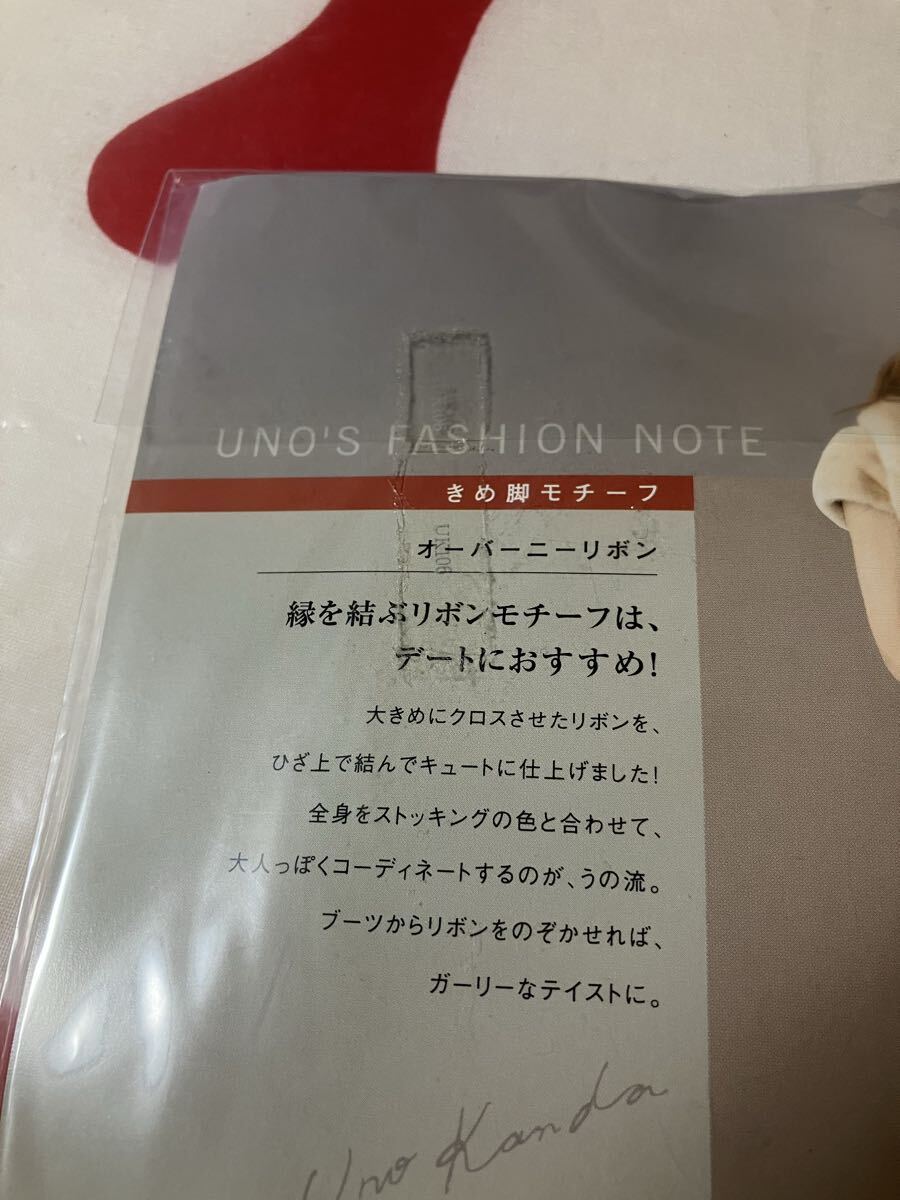 UNO'S FASHION NOTE
きめ脚モチーフ
オーバーニーリボン
縁を結ぶリボンモチーフは、
デートにおすすめ!
大きめにクロスさせたリボンを、
ひざ上で結んでキュートに仕上げました!
全身をストッキングの色と合わせて、
大人っぽくコーディネートするのが、うの流。
ブーツからリボンをのぞかせれば、
ガーリーなテイストに。
Uno Kanda